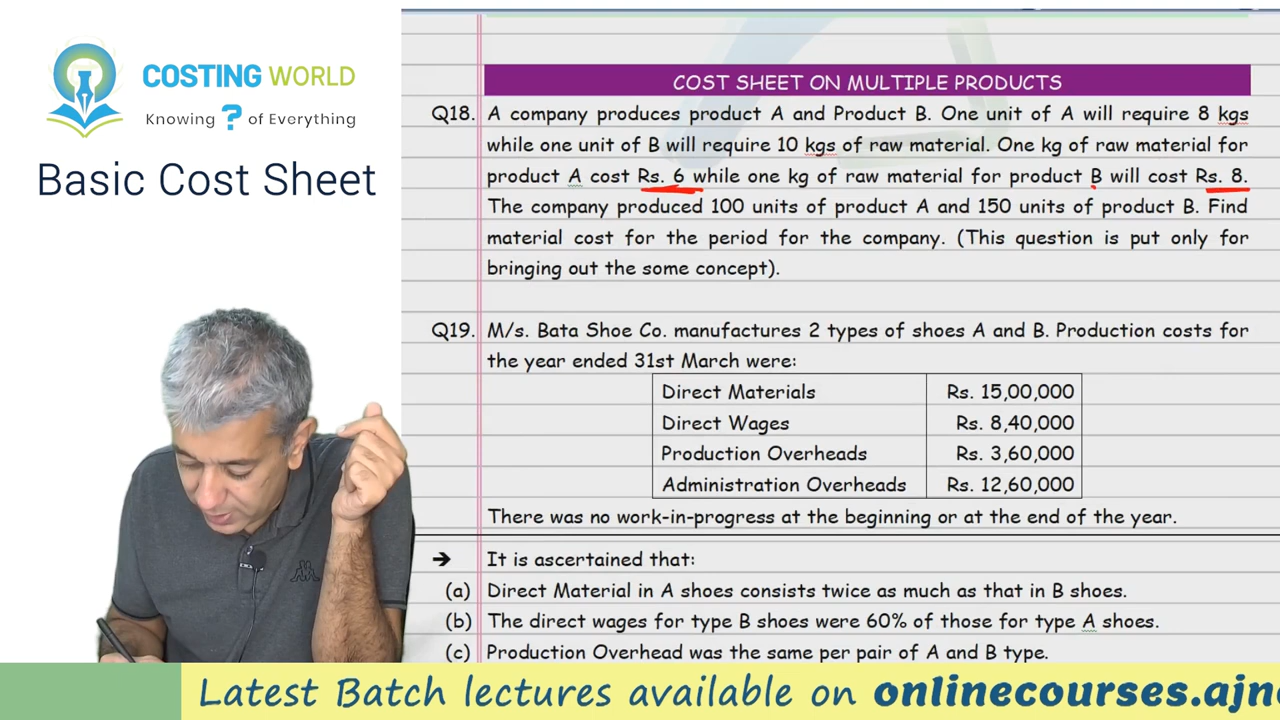 COSTING WORLD
Knowing ? of Everything
Basic Cost Sheet
COST SHEET ON MULTIPLE PRODUCTS
Q18. A company produces product A and Product B. One unit of A will require 8 kgs
while one unit of B will require 10 kgs of raw material. One kg of raw material for
product A cost Rs. 6 while one kg of raw material for product B will cost Rs. 8.
The company produced 100 units of product A and 150 units of product B. Find
material cost for the period for the company. (This question is put only for
bringing out the some concept).
Q19. M/s. Bata Shoe Co. manufactures 2 types of shoes A and B. Production costs for
the year ended 31st March were:
Direct Materials Rs. 15,00,000
Direct Wages Rs. 8,40,000
Production Overheads Rs. 3,60,000
Administration Overheads Rs. 12,60,000
There was no work-in-progress at the beginning or at the end of the year.
➔ It is ascertained that:
(a) Direct Material in A shoes consists twice as much as that in B shoes.
(b) The direct wages for type B shoes were 60% of those for type A shoes.
(c) Production Overhead was the same per pair of A and B type.
Latest Batch lectures available on onlinecourses.ajn